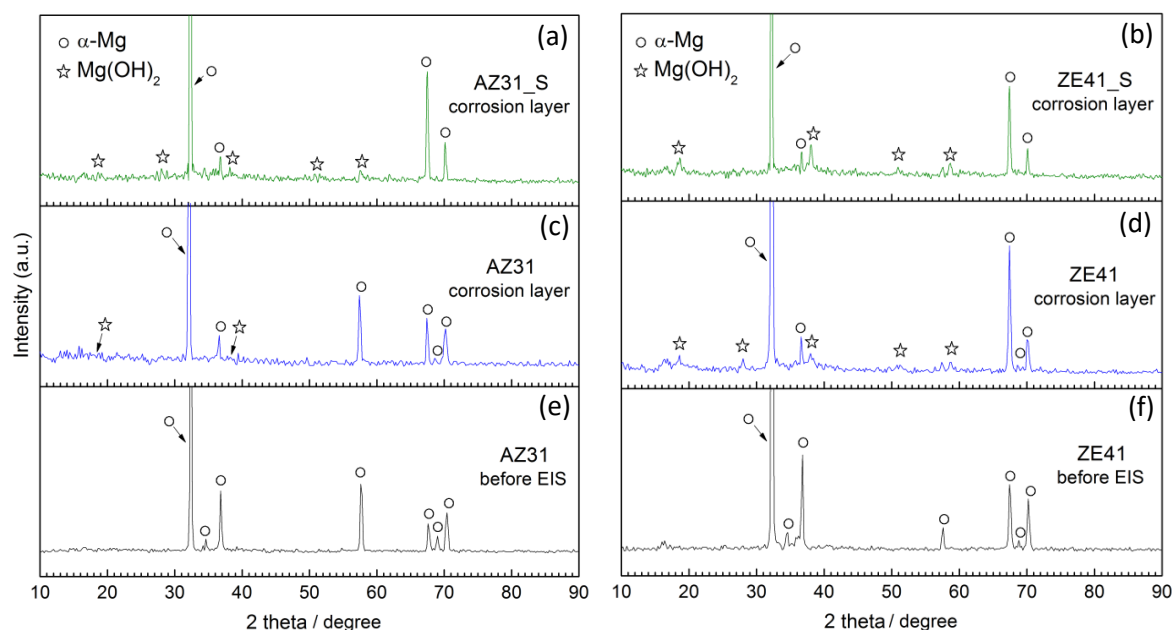 (a)
○ α-Mg
☆ Mg(OH)₂
AZ31_S
corrosion layer
(c)
AZ31
corrosion layer
(e)
AZ31
before EIS
Intensity (a.u.)
10 20 30 40 50 60 70 80 90
2 theta / degree
(b)
○ α-Mg
☆ Mg(OH)₂
ZE41_S
corrosion layer
(d)
ZE41
corrosion layer
(f)
ZE41
before EIS
10 20 30 40 50 60 70 80 90
2 theta / degree